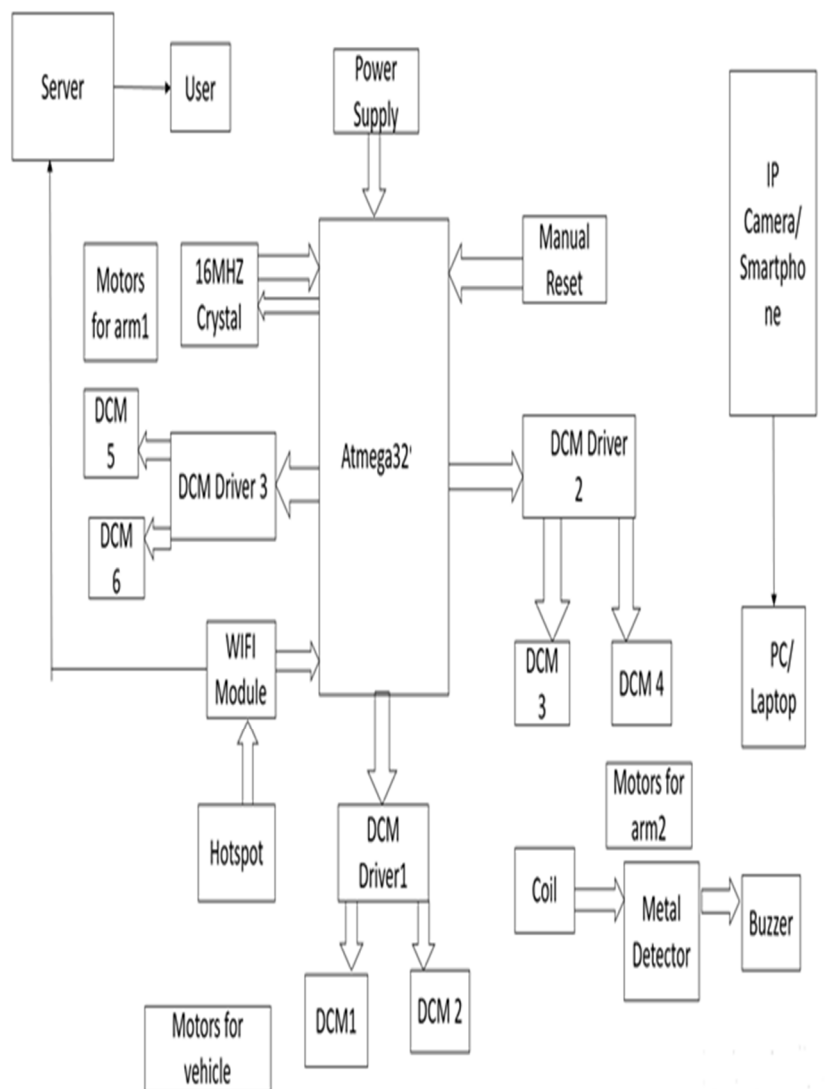 Server
User
Power
Supply
IP
Camera/
Smartpho
ne
Manual
Reset
16MHZ
Crystal
Motors
for arm1
DCM
5
DCM Driver 3
Atmega32'
DCM Driver
2
DCM
6
WIFI
Module
DCM
3
DCM 4
PC/
Laptop
Motors for
arm2
Hotspot
DCM
Driver1
Coil
Metal
Detector
Buzzer
DCM1
DCM 2
Motors for
vehicle